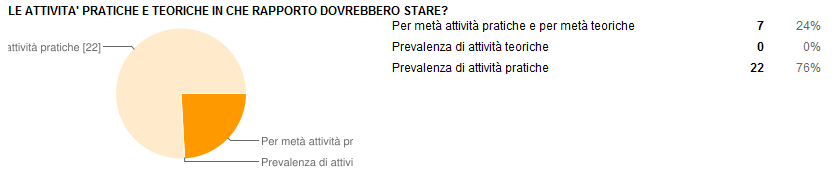 LE ATTIVITA' PRATICHE E TEORICHE IN CHE RAPPORTO DOVREBBERO STARE?
Per metà attività pratiche e per metà teoriche 7 24%
Prevalenza di attività teoriche 0 0%
Prevalenza di attività pratiche 22 76%
attività pratiche [22]
Per metà attività pr
Prevalenza di attivi